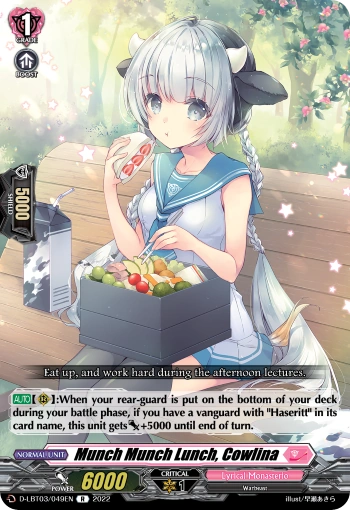 1
GRADE
BOOST
5000
SHIELD
Eat up, and work hard during the afternoon lectures.
AUTO [R]:When your rear-guard is put on the bottom of your deck
during your battle phase, if you have a vanguard with "Haseritt" in its
card name, this unit gets +5000 until end of turn.
NORMAL UNIT
Munch Munch Lunch, Cowlina
POWER 6000
CRITICAL
1
Lyrical Monasterio
Warbeast
D-LBT03/049EN R 2022
illust/早瀬あきら